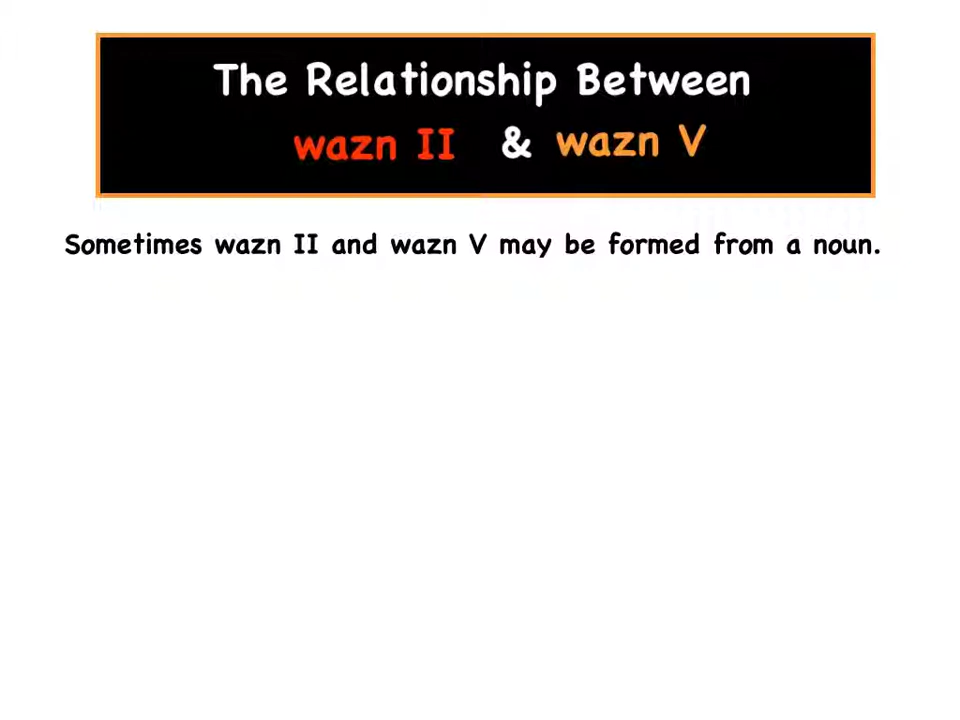 The Relationship Between
wazn II & wazn V
Sometimes wazn II and wazn V may be formed from a noun.